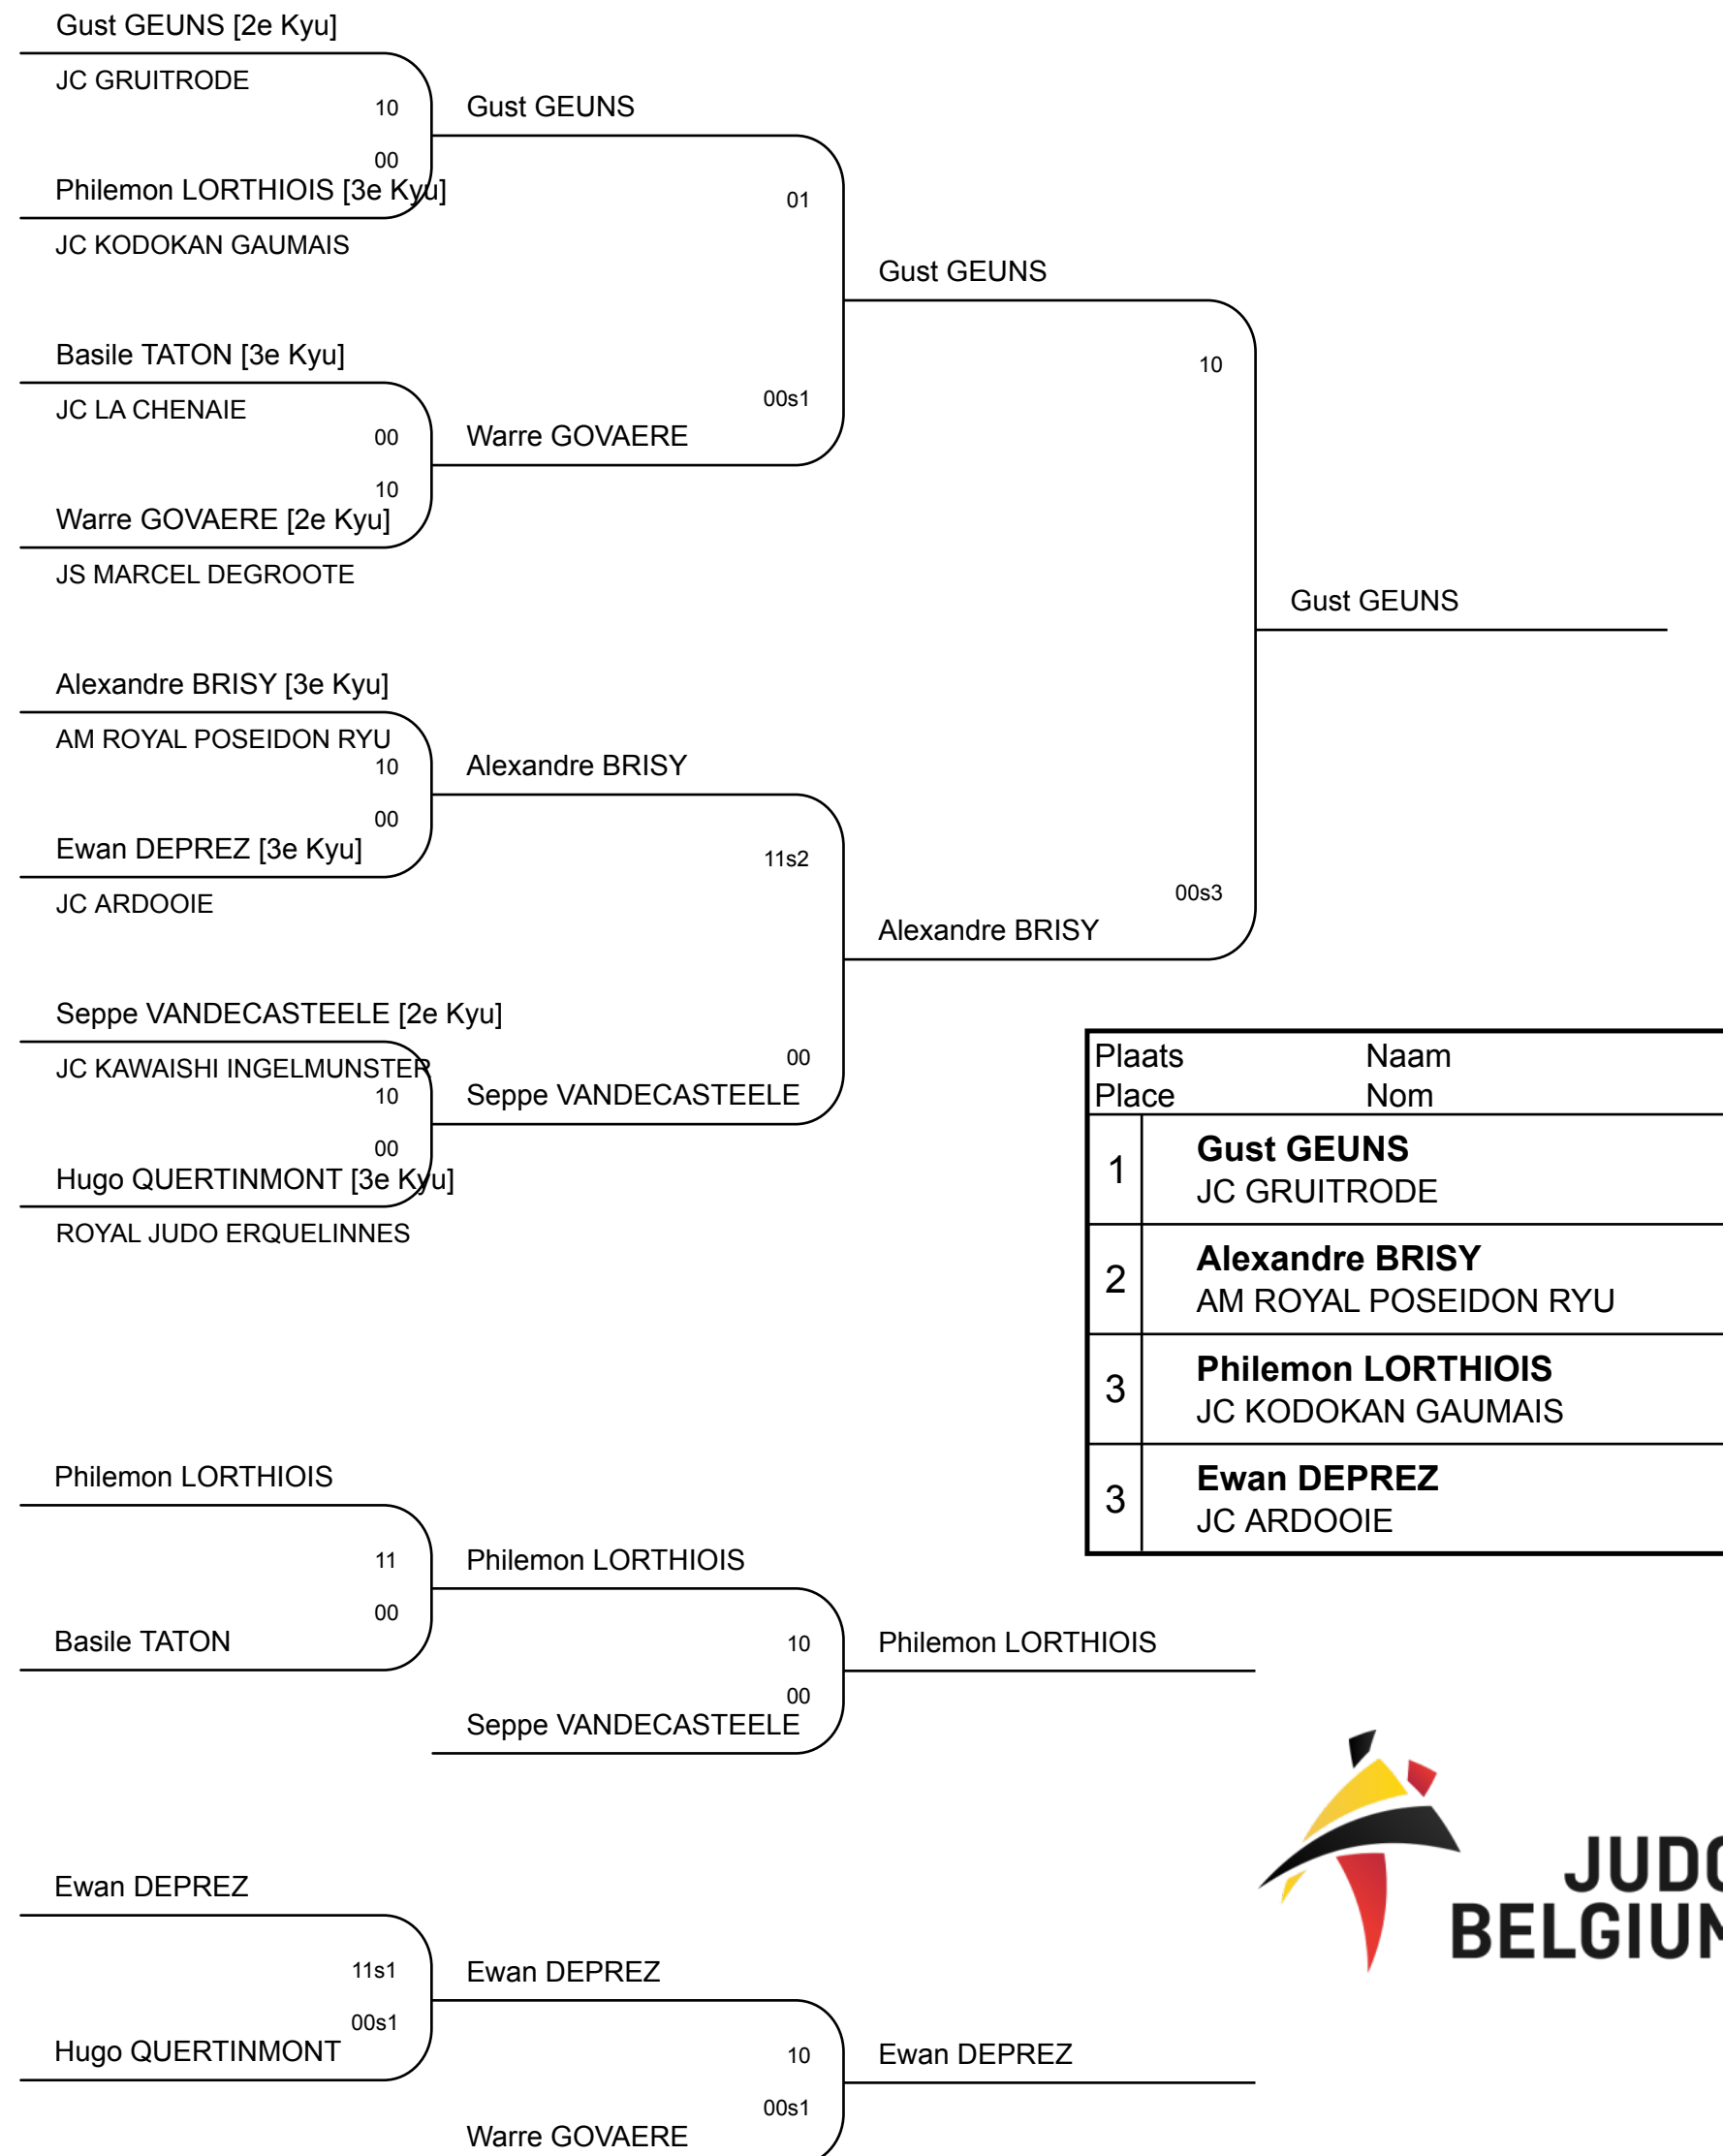 Gust GEUNS [2e Kyu]
JC GRUITRODE
10
Gust GEUNS
00
Philemon LORTHIOIS [3e Kyu]
01
JC KODOKAN GAUMAIS
Gust GEUNS
Basile TATON [3e Kyu]
10
JC LA CHENAIE
00s1
00
Warre GOVAERE
10
Warre GOVAERE [2e Kyu]
JS MARCEL DEGROOTE
Gust GEUNS
Alexandre BRISY [3e Kyu]
AM ROYAL POSEIDON RYU
10
Alexandre BRISY
00
Ewan DEPREZ [3e Kyu]
11s2
JC ARDOOIE
00s3
Alexandre BRISY
Seppe VANDECASTEELE [2e Kyu]
JC KAWAISHI INGELMUNSTER
00
10
Seppe VANDECASTEELE
00
Hugo QUERTINMONT [3e Kyu]
ROYAL JUDO ERQUELINNES
Plaats Naam
Place Nom
1 Gust GEUNS
JC GRUITRODE
2 Alexandre BRISY
AM ROYAL POSEIDON RYU
3 Philemon LORTHIOIS
JC KODOKAN GAUMAIS
3 Ewan DEPREZ
JC ARDOOIE
Philemon LORTHIOIS
11
Philemon LORTHIOIS
00
Basile TATON
10
Philemon LORTHIOIS
00
Seppe VANDECASTEELE
JUDO
BELGIUM
Ewan DEPREZ
11s1
Ewan DEPREZ
00s1
Hugo QUERTINMONT
10
Ewan DEPREZ
00s1
Warre GOVAERE